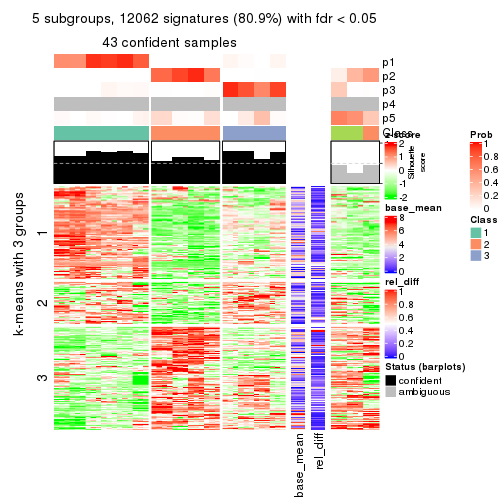 5 subgroups, 12062 signatures (80.9%) with fdr < 0.05
43 confident samples
p1
p2
p3
p4
p5
Class
k-means with 3 groups
1
2
3
base_mean
rel_diff
Silhouette
score
z-score
2
1
0
-1
-2
base_mean
8
6
4
2
0
rel_diff
1
0.8
0.6
0.4
0.2
0
Status (barplots)
confident
ambiguous
Prob
1
0.8
0.6
0.4
0.2
0
Class
1
2
3